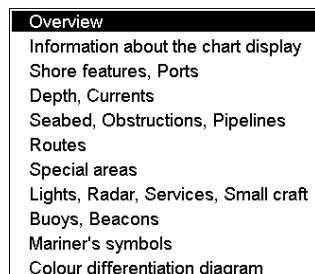 Overview
Information about the chart display
Shore features, Ports
Depth, Currents
Seabed, Obstructions, Pipelines
Routes
Special areas
Lights, Radar, Services, Small craft
Buoys, Beacons
Mariner's symbols
Colour differentiation diagram